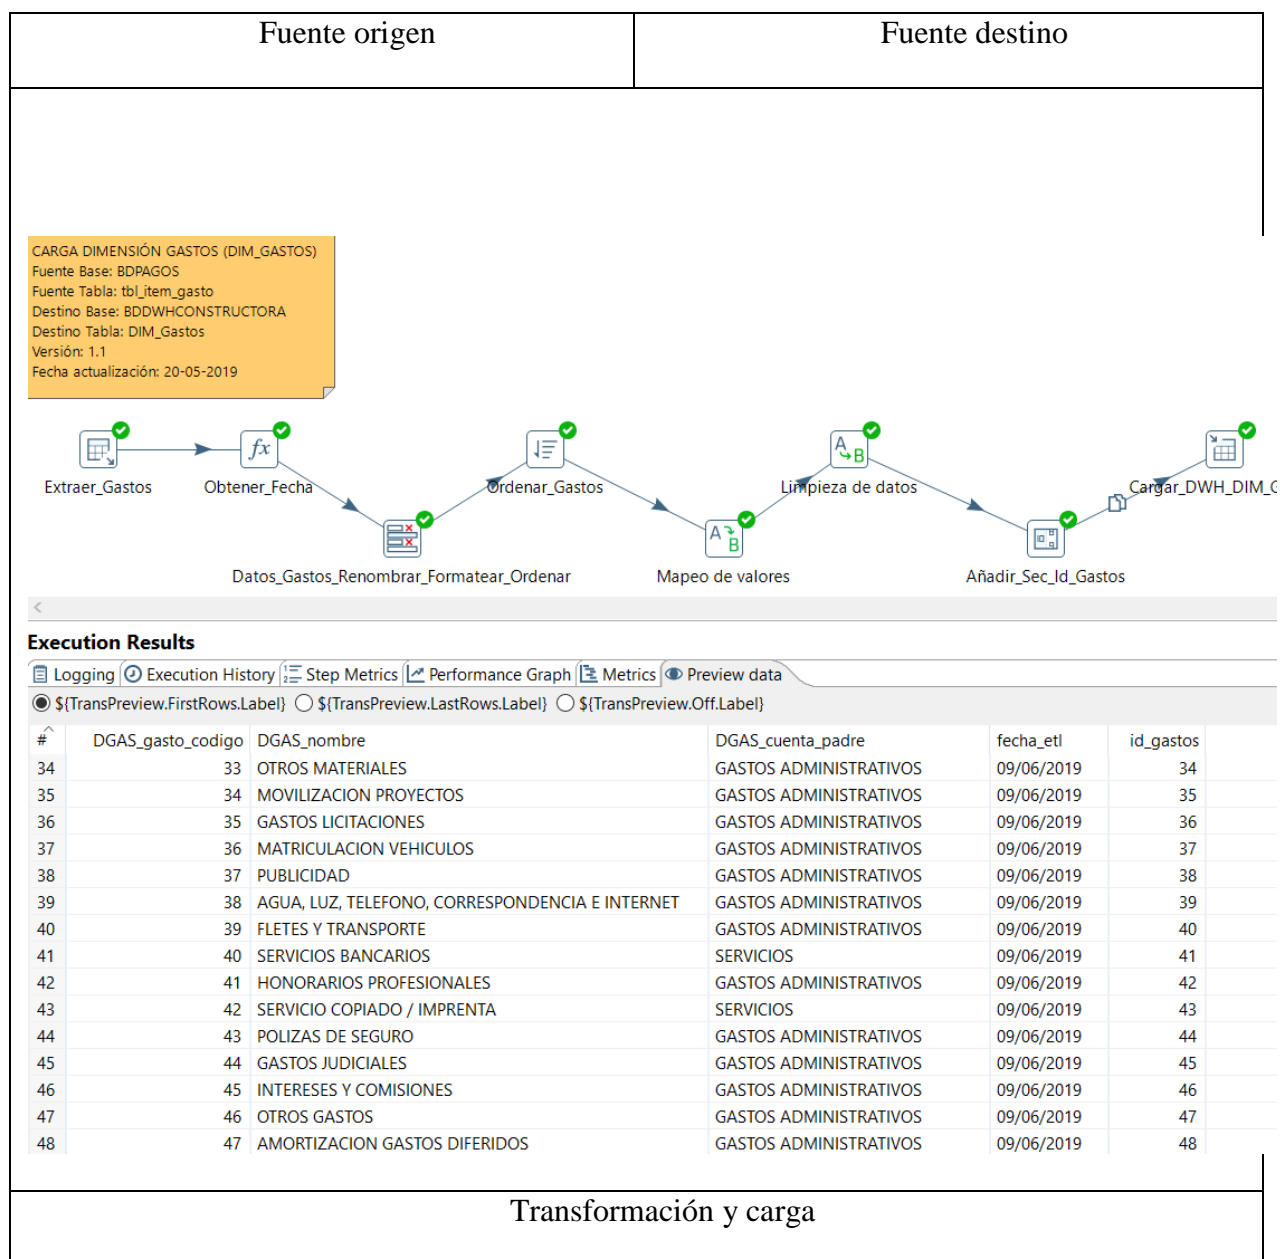 Fuente origen
Fuente destino
CARGA DIMENSIÓN GASTOS (DIM_GASTOS)
Fuente Base: BDPAGOS
Fuente Tabla: tbl_item_gasto
Destino Base: BDDWHCONSTRUCTORA
Destino Tabla: DIM_Gastos
Versión: 1.1
Fecha actualización: 20-05-2019
Extraer_Gastos
Obtener_Fecha
Ordenar_Gastos
Limpieza de datos
Cargar_DWH_DIM_G
Datos_Gastos_Renombrar_Formatear_Ordenar
Mapeo de valores
Añadir_Sec_Id_Gastos
Execution Results
Logging Execution History Step Metrics Performance Graph Metrics Preview data
${TransPreview.FirstRows.Label} ${TransPreview.LastRows.Label} ${TransPreview.Off.Label}
# DGAS_gasto_codigo DGAS_nombre DGAS_cuenta_padre fecha_etl id_gastos
34 33 OTROS MATERIALES GASTOS ADMINISTRATIVOS 09/06/2019 34
35 34 MOVILIZACION PROYECTOS GASTOS ADMINISTRATIVOS 09/06/2019 35
36 35 GASTOS LICITACIONES GASTOS ADMINISTRATIVOS 09/06/2019 36
37 36 MATRICULACION VEHICULOS GASTOS ADMINISTRATIVOS 09/06/2019 37
38 37 PUBLICIDAD GASTOS ADMINISTRATIVOS 09/06/2019 38
39 38 AGUA, LUZ, TELEFONO, CORRESPONDENCIA E INTERNET GASTOS ADMINISTRATIVOS 09/06/2019 39
40 39 FLETES Y TRANSPORTE GASTOS ADMINISTRATIVOS 09/06/2019 40
41 40 SERVICIOS BANCARIOS SERVICIOS 09/06/2019 41
42 41 HONORARIOS PROFESIONALES GASTOS ADMINISTRATIVOS 09/06/2019 42
43 42 SERVICIO COPIADO / IMPRENTA SERVICIOS 09/06/2019 43
44 43 POLIZAS DE SEGURO GASTOS ADMINISTRATIVOS 09/06/2019 44
45 44 GASTOS JUDICIALES GASTOS ADMINISTRATIVOS 09/06/2019 45
46 45 INTERESES Y COMISIONES GASTOS ADMINISTRATIVOS 09/06/2019 46
47 46 OTROS GASTOS GASTOS ADMINISTRATIVOS 09/06/2019 47
48 47 AMORTIZACION GASTOS DIFERIDOS GASTOS ADMINISTRATIVOS 09/06/2019 48
Transformación y carga